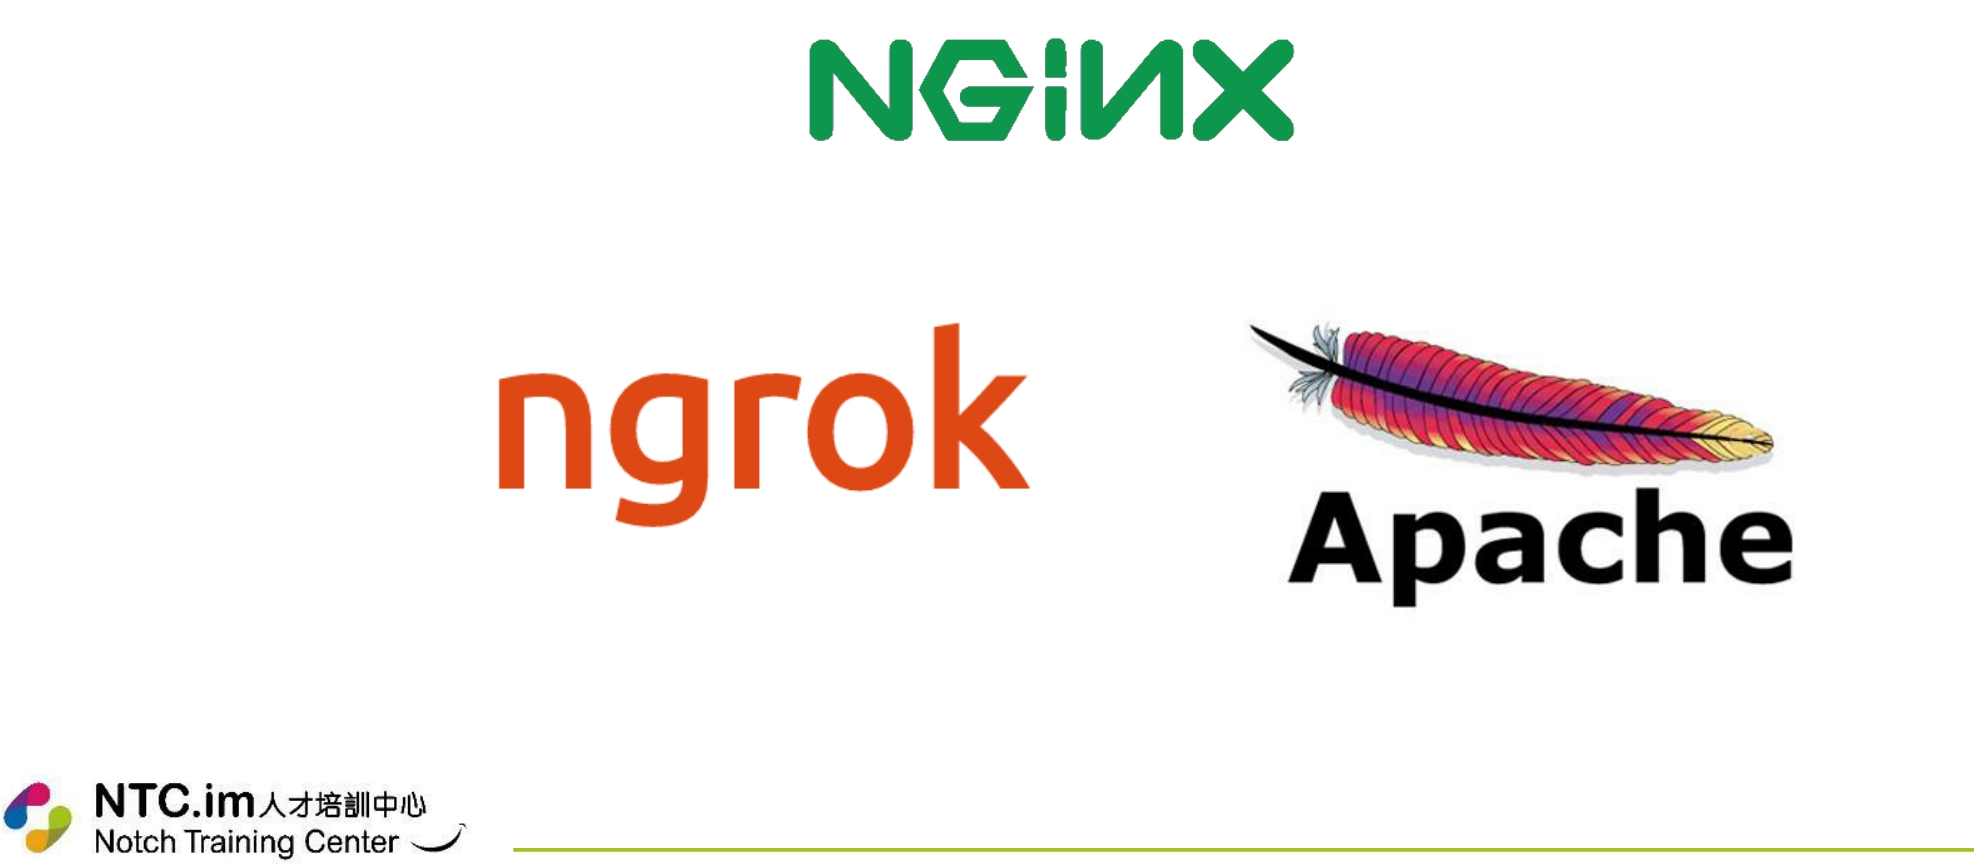 NGiNX
ngrok
Apache
NTC.im人才培訓中心
Notch Training Center